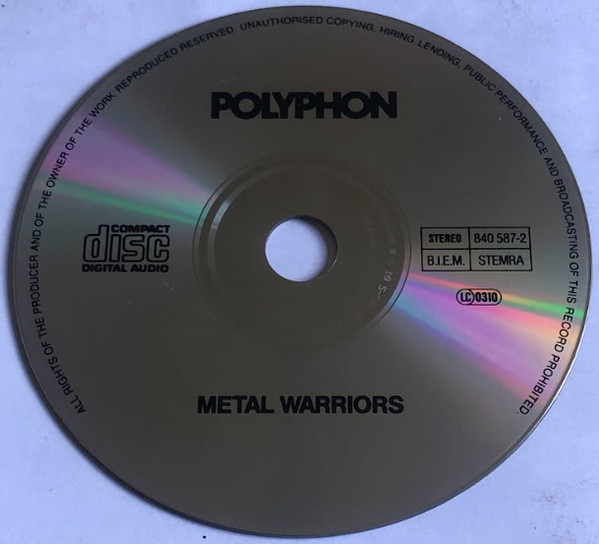 ALL RIGHTS OF THE PRODUCER AND OF THE OWNER OF THE WORK REPRODUCED RESERVED. UNAUTHORISED COPYING, HIRING, LENDING, PUBLIC PERFORMANCE AND BROADCASTING OF THIS RECORD PROHIBITED.
POLYPHON
COMPACT
disc
DIGITAL AUDIO
STEREO 840 587-2
B.I.E.M. STEMRA
LC 0310
METAL WARRIORS